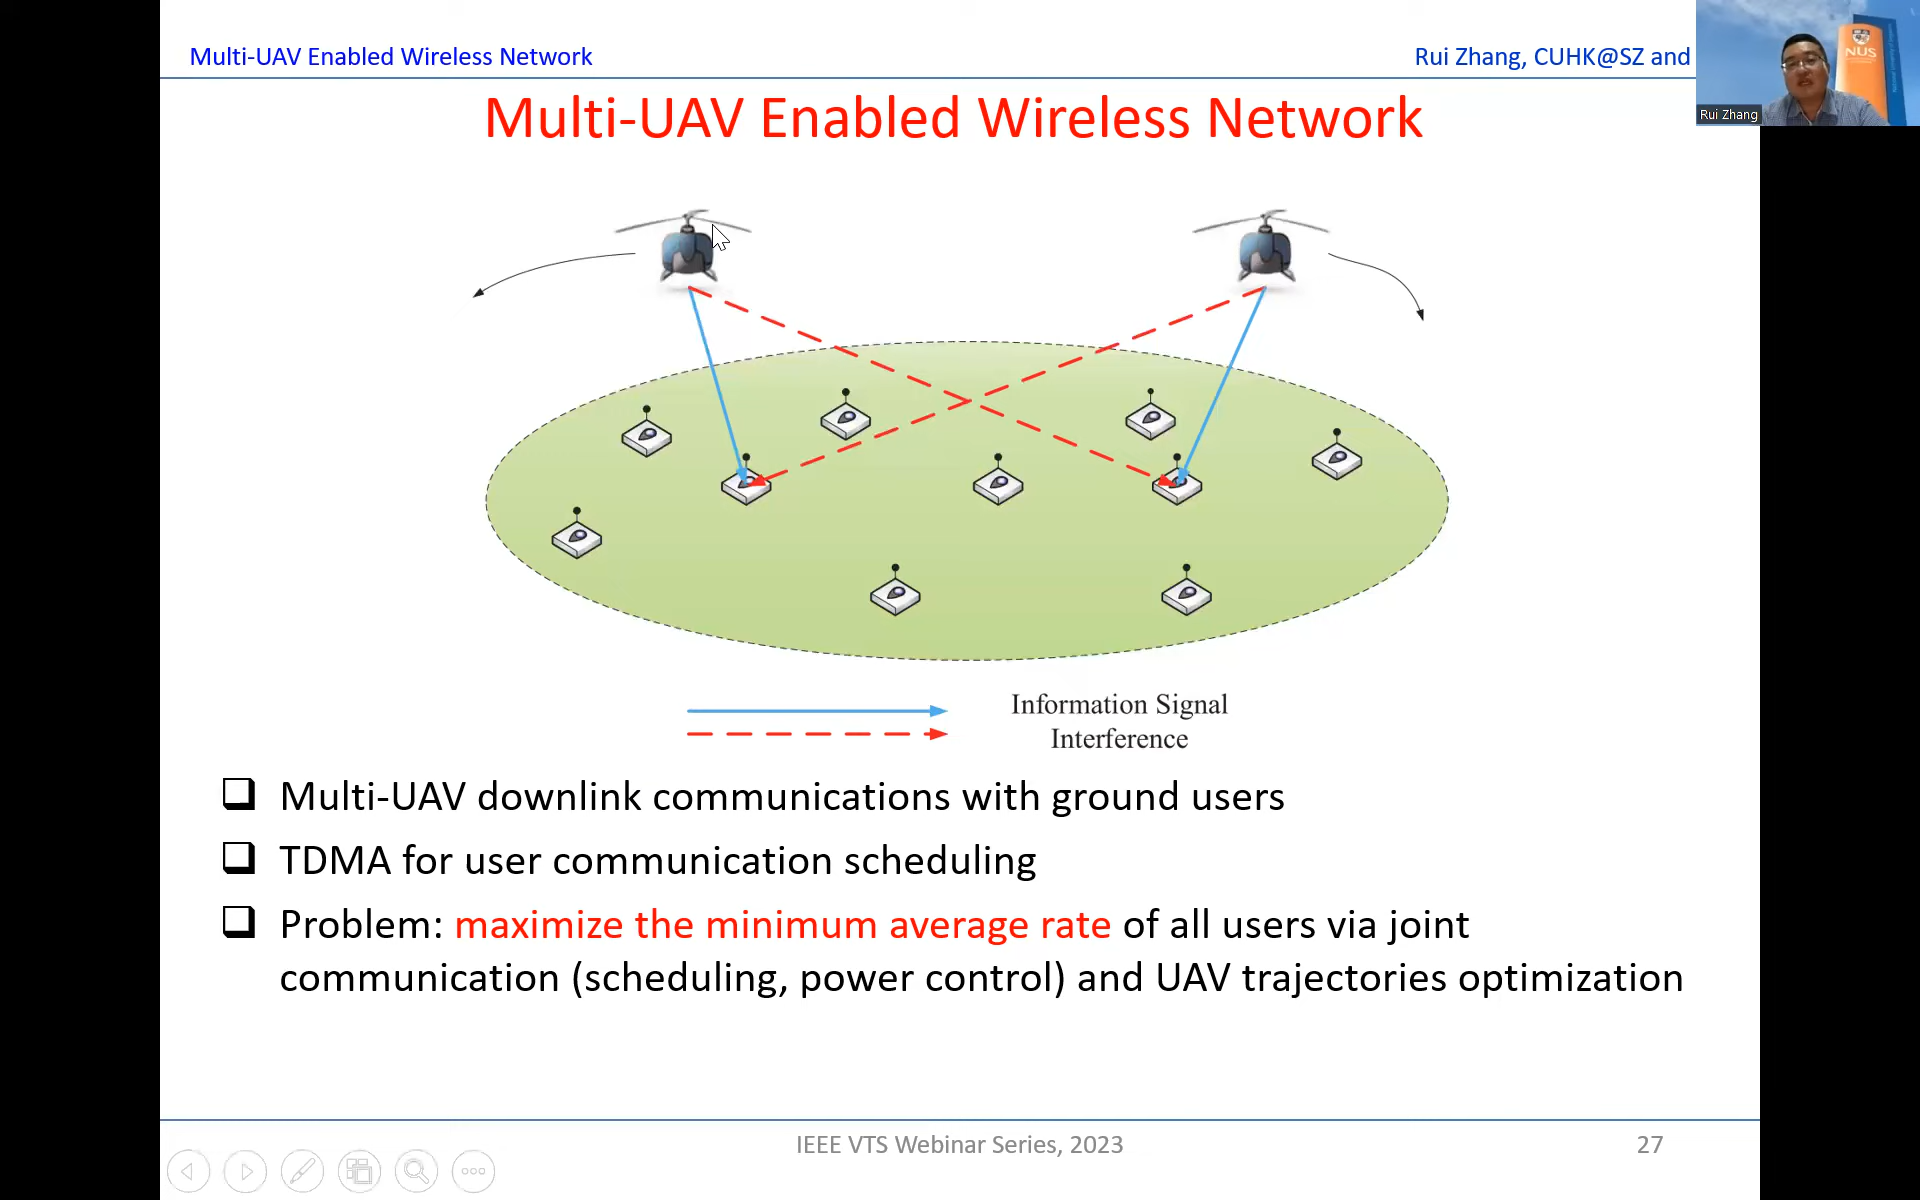 Multi-UAV Enabled Wireless Network
Rui Zhang, CUHK@SZ and
NUS
Rui Zhang
Multi-UAV Enabled Wireless Network
Information Signal
Interference
Multi-UAV downlink communications with ground users
TDMA for user communication scheduling
Problem: maximize the minimum average rate of all users via joint
communication (scheduling, power control) and UAV trajectories optimization
IEEE VTS Webinar Series, 2023
27